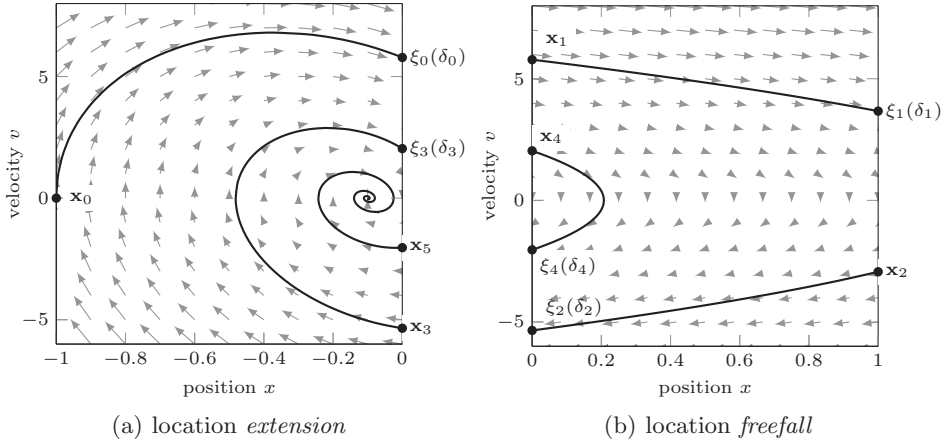 5
0
−5
−1
−0.8
−0.6
−0.4
−0.2
0
velocity v
position x
x0
ξ0(δ0)
ξ3(δ3)
x5
x3
(a) location extension
5
0
−5
0
0.2
0.4
0.6
0.8
1
velocity v
position x
x1
ξ1(δ1)
x4
ξ4(δ4)
x2
ξ2(δ2)
(b) location freefall